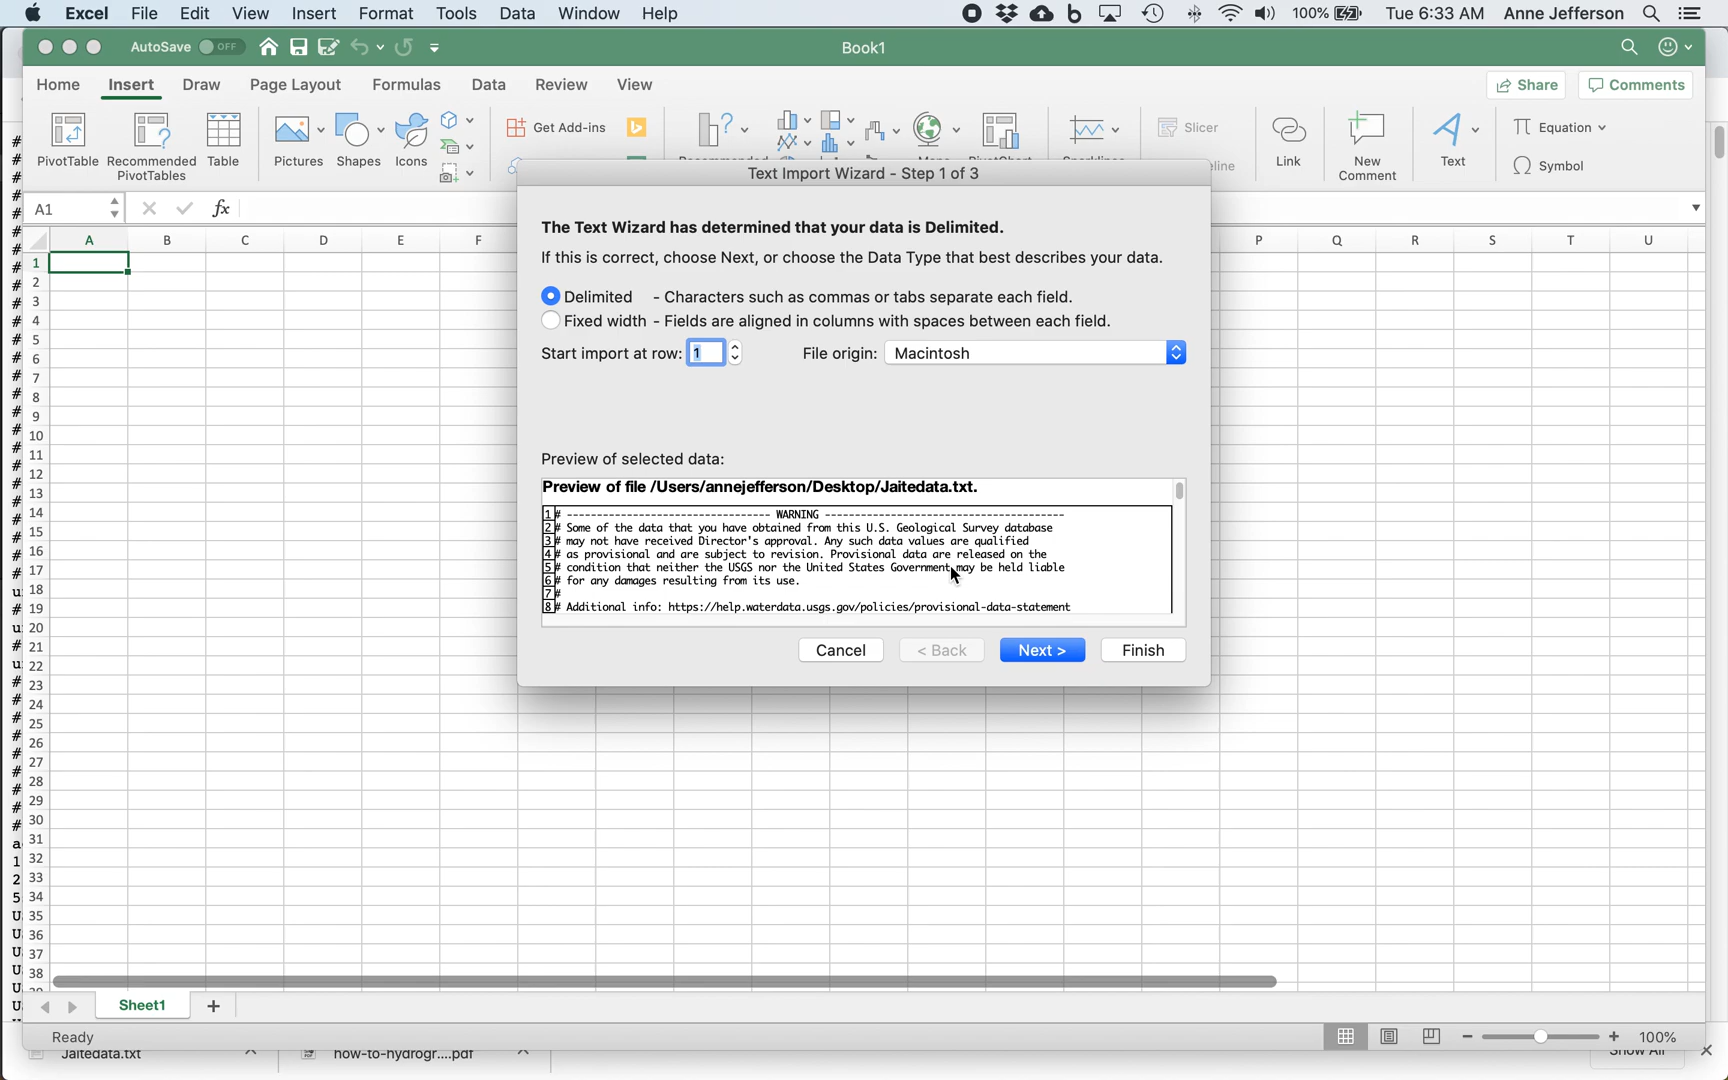 Excel File Edit View Insert Format Tools Data Window Help 100% Tue 6:33 AM Anne Jefferson
AutoSave OFF Book1
Home Insert Draw Page Layout Formulas Data Review View Share Comments
PivotTable Recommended PivotTables Table Pictures Shapes Icons Get Add-ins Slicer Link New Comment Text Equation Symbol
A1 fx
A B C D E F P Q R S T U
1
2
3
4
5
6
7
8
9
10
11
12
13
14
15
16
17
18
19
20
21
22
23
24
25
26
27
28
29
30
31
32
33
34
35
36
37
38
Text Import Wizard - Step 1 of 3
The Text Wizard has determined that your data is Delimited.
If this is correct, choose Next, or choose the Data Type that best describes your data.
Delimited - Characters such as commas or tabs separate each field.
Fixed width - Fields are aligned in columns with spaces between each field.
Start import at row: 1 File origin: Macintosh
Preview of selected data:
Preview of file /Users/annejefferson/Desktop/Jaitedata.txt.
1 # ---------------------------------- WARNING ----------------------------------------
2 # Some of the data that you have obtained from this U.S. Geological Survey database
3 # may not have received Director's approval. Any such data values are qualified
4 # as provisional and are subject to revision. Provisional data are released on the
5 # condition that neither the USGS nor the United States Government may be held liable
6 # for any damages resulting from its use.
7 #
8 # Additional info: https://help.waterdata.usgs.gov/policies/provisional-data-statement
Cancel < Back Next > Finish
Sheet1 +
Ready 100%
Jaitedata.txt how-to-hydrogr....pdf Show All